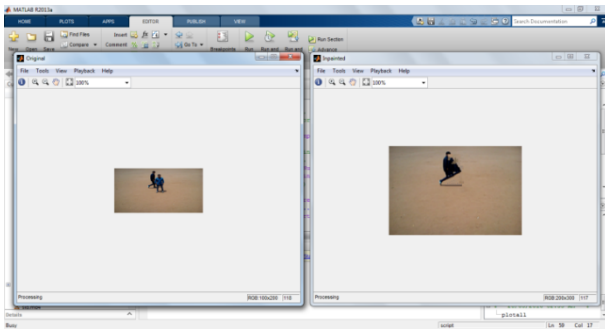 MATLAB R2013a
HOME PLOTS APPS EDITOR PUBLISH VIEW
Search Documentation
Find Files Insert fx Run Section
New Open Save Compare Comment Go To Breakpoints Run Run and Run and Advance
Original
File Tools View Playback Help
100%
Processing RGB:100x200 118
Inpainted
File Tools View Playback Help
100%
Processing RGB:200x300 117
Details
plotall
Busy script Ln 59 Col 17